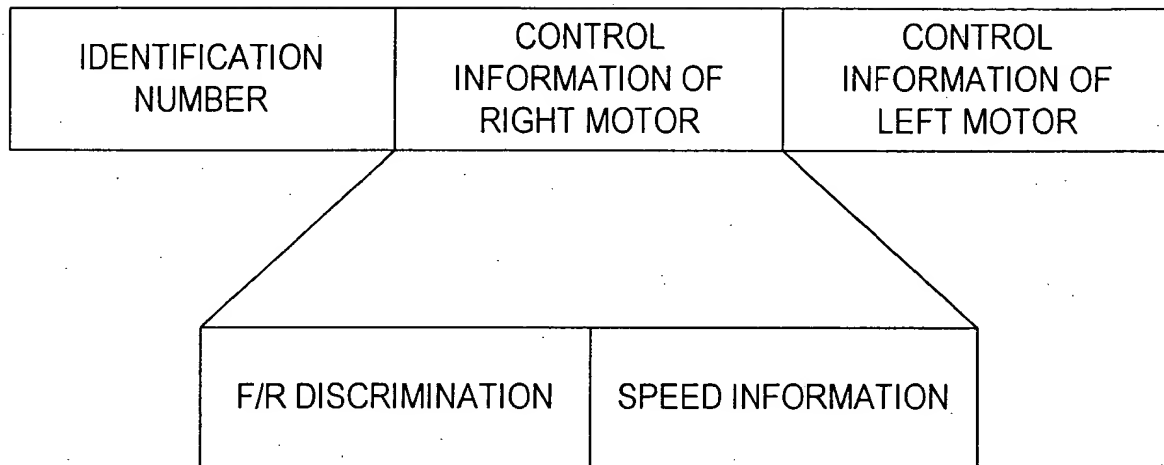 IDENTIFICATION
NUMBER
CONTROL
INFORMATION OF
RIGHT MOTOR
CONTROL
INFORMATION OF
LEFT MOTOR
F/R DISCRIMINATION
SPEED INFORMATION